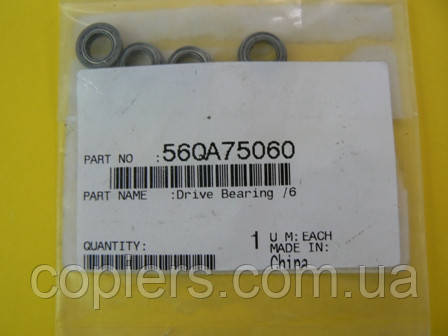 PART NO :56QA75060
PART NAME :Drive Bearing /6
QUANTITY: 1 U M:EACH
MADE IN:
China
copiers.com.ua